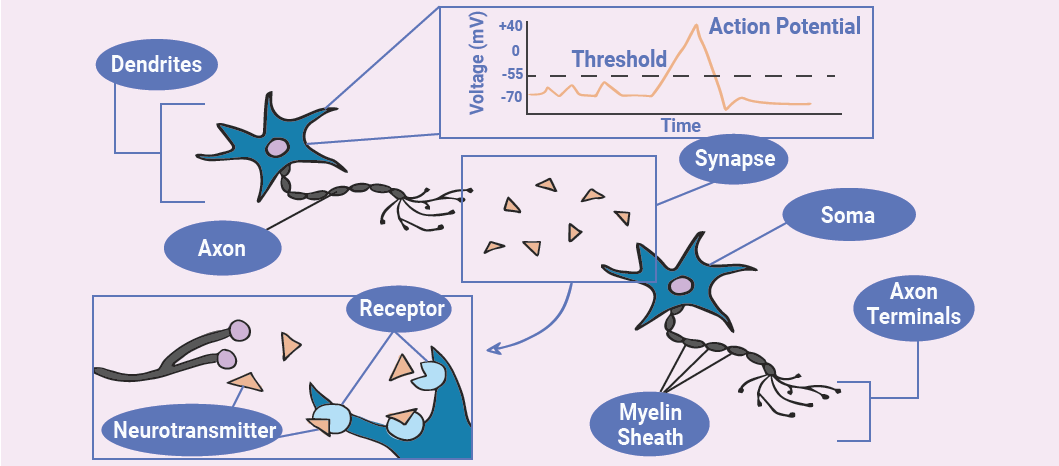 Dendrites
Voltage (mV)
+40
0
-55
-70
Threshold
Action Potential
Time
Synapse
Soma
Axon
Axon
Terminals
Receptor
Neurotransmitter
Myelin
Sheath